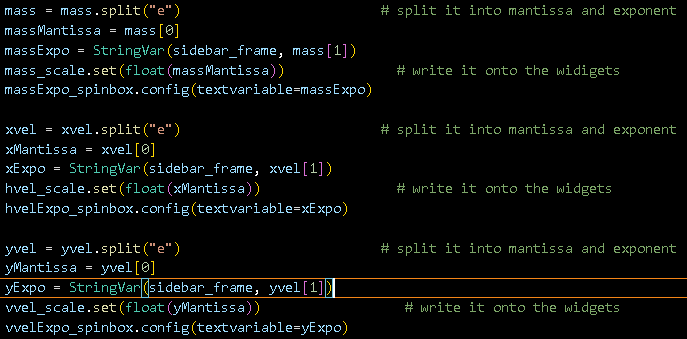 mass = mass.split("e") # split it into mantissa and exponent
massMantissa = mass[0]
massExpo = StringVar(sidebar_frame, mass[1])
mass_scale.set(float(massMantissa)) # write it onto the widigets
massExpo_spinbox.config(textvariable=massExpo)
xvel = xvel.split("e") # split it into mantissa and exponent
xMantissa = xvel[0]
xExpo = StringVar(sidebar_frame, xvel[1])
hvel_scale.set(float(xMantissa)) # write it onto the widgets
hvelExpo_spinbox.config(textvariable=xExpo)
yvel = yvel.split("e") # split it into mantissa and exponent
yMantissa = yvel[0]
yExpo = StringVar(sidebar_frame, yvel[1])
vvel_scale.set(float(yMantissa)) # write it onto the widgets
vvelExpo_spinbox.config(textvariable=yExpo)